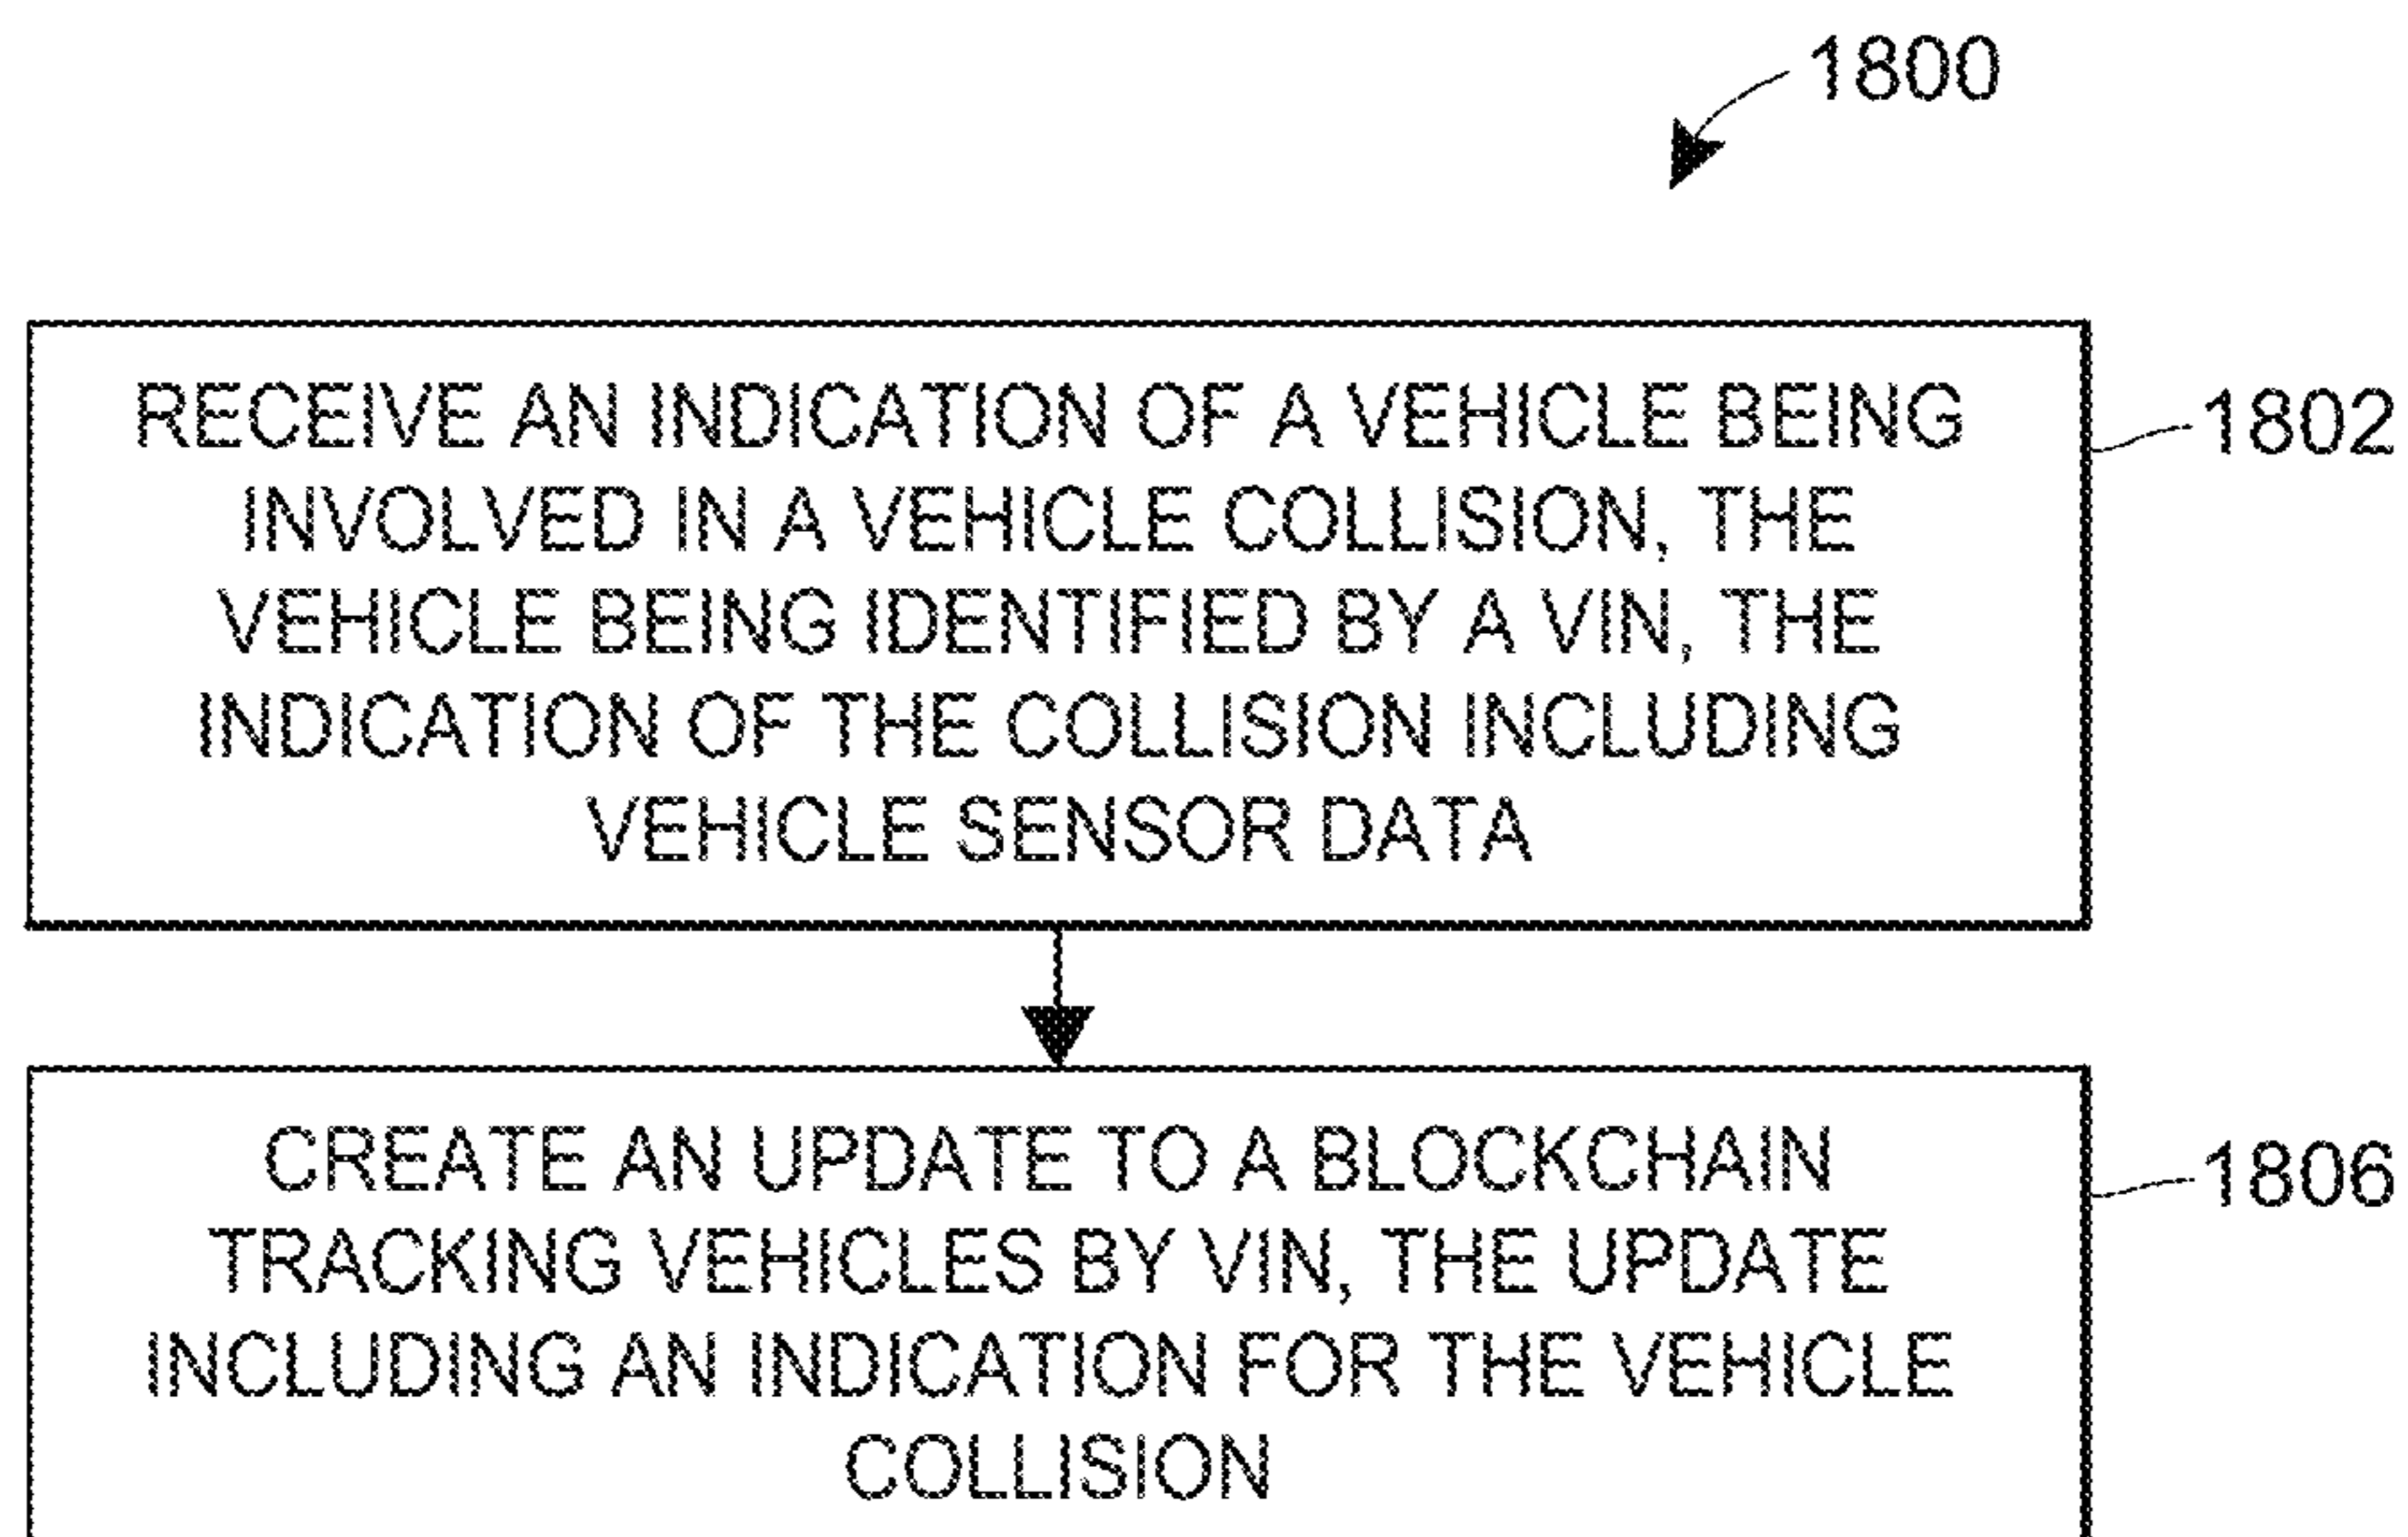 1800
RECEIVE AN INDICATION OF A VEHICLE BEING
INVOLVED IN A VEHICLE COLLISION, THE
VEHICLE BEING IDENTIFIED BY A VIN, THE
INDICATION OF THE COLLISION INCLUDING
VEHICLE SENSOR DATA
1802
CREATE AN UPDATE TO A BLOCKCHAIN
TRACKING VEHICLES BY VIN, THE UPDATE
INCLUDING AN INDICATION FOR THE VEHICLE
COLLISION
1806